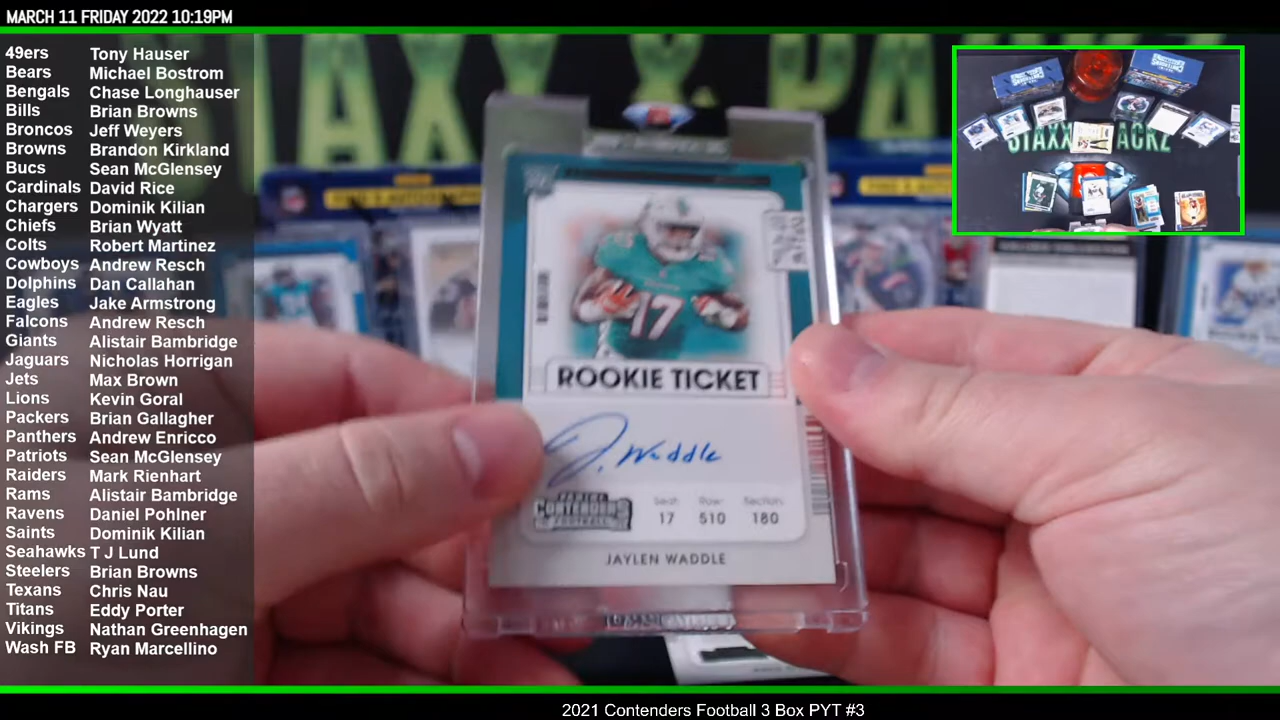 MARCH 11 FRIDAY 2022 10:19PM
49ers Tony Hauser
Bears Michael Bostrom
Bengals Chase Longhauser
Bills Brian Browns
Broncos Jeff Weyers
Browns Brandon Kirkland
Bucs Sean McGlensey
Cardinals David Rice
Chargers Dominik Kilian
Chiefs Brian Wyatt
Colts Robert Martinez
Cowboys Andrew Resch
Dolphins Dan Callahan
Eagles Jake Armstrong
Falcons Andrew Resch
Giants Alistair Bambridge
Jaguars Nicholas Horrigan
Jets Max Brown
Lions Kevin Goral
Packers Brian Gallagher
Panthers Andrew Enricco
Patriots Sean McGlensey
Raiders Mark Rienhart
Rams Alistair Bambridge
Ravens Daniel Pohlner
Saints Dominik Kilian
Seahawks T J Lund
Steelers Brian Browns
Texans Chris Nau
Titans Eddy Porter
Vikings Nathan Greenhagen
Wash FB Ryan Marcellino
STAXX & PA
17
ROOKIE TICKET
J. Waddle
PANINI
CONTENDERS
FOOTBALL
Seat Row Section
17 510 180
JAYLEN WADDLE
2021 Contenders Football 3 Box PYT #3